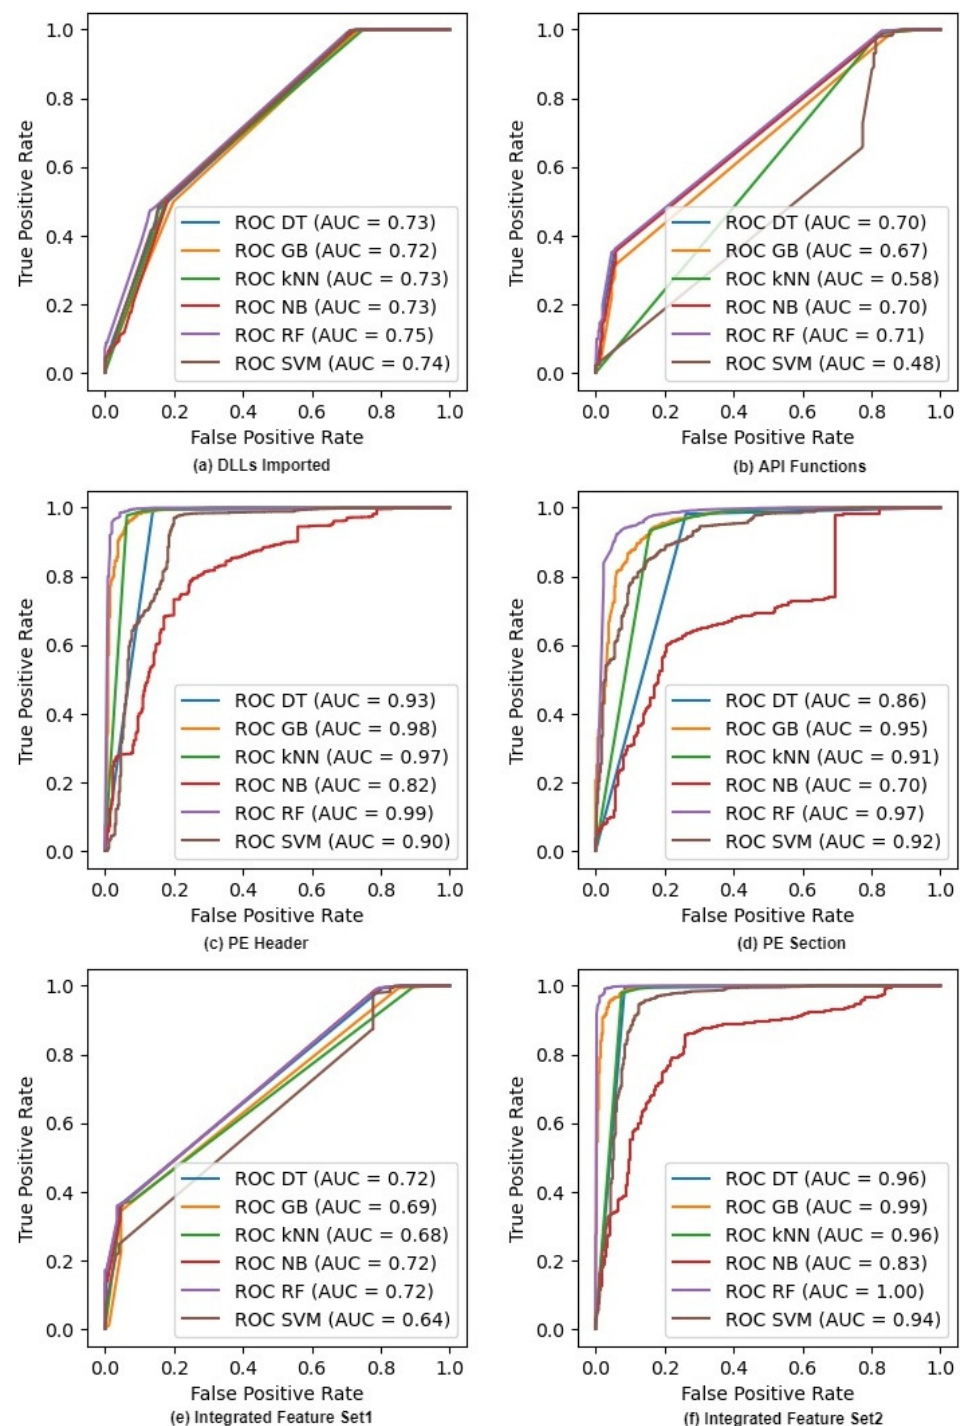 1.0
0.8
0.6
0.4
0.2
0.0
True Positive Rate
ROC DT (AUC = 0.73)
ROC GB (AUC = 0.72)
ROC kNN (AUC = 0.73)
ROC NB (AUC = 0.73)
ROC RF (AUC = 0.75)
ROC SVM (AUC = 0.74)
0.0 0.2 0.4 0.6 0.8 1.0
False Positive Rate
(a) DLLs Imported
1.0
0.8
0.6
0.4
0.2
0.0
True Positive Rate
ROC DT (AUC = 0.70)
ROC GB (AUC = 0.67)
ROC kNN (AUC = 0.58)
ROC NB (AUC = 0.70)
ROC RF (AUC = 0.71)
ROC SVM (AUC = 0.48)
0.0 0.2 0.4 0.6 0.8 1.0
False Positive Rate
(b) API Functions
1.0
0.8
0.6
0.4
0.2
0.0
True Positive Rate
ROC DT (AUC = 0.93)
ROC GB (AUC = 0.98)
ROC kNN (AUC = 0.97)
ROC NB (AUC = 0.82)
ROC RF (AUC = 0.99)
ROC SVM (AUC = 0.90)
0.0 0.2 0.4 0.6 0.8 1.0
False Positive Rate
(c) PE Header
1.0
0.8
0.6
0.4
0.2
0.0
True Positive Rate
ROC DT (AUC = 0.86)
ROC GB (AUC = 0.95)
ROC kNN (AUC = 0.91)
ROC NB (AUC = 0.70)
ROC RF (AUC = 0.97)
ROC SVM (AUC = 0.92)
0.0 0.2 0.4 0.6 0.8 1.0
False Positive Rate
(d) PE Section
1.0
0.8
0.6
0.4
0.2
0.0
True Positive Rate
ROC DT (AUC = 0.72)
ROC GB (AUC = 0.69)
ROC kNN (AUC = 0.68)
ROC NB (AUC = 0.72)
ROC RF (AUC = 0.72)
ROC SVM (AUC = 0.64)
0.0 0.2 0.4 0.6 0.8 1.0
False Positive Rate
(e) Integrated Feature Set1
1.0
0.8
0.6
0.4
0.2
0.0
True Positive Rate
ROC DT (AUC = 0.96)
ROC GB (AUC = 0.99)
ROC kNN (AUC = 0.96)
ROC NB (AUC = 0.83)
ROC RF (AUC = 1.00)
ROC SVM (AUC = 0.94)
0.0 0.2 0.4 0.6 0.8 1.0
False Positive Rate
(f) Integrated Feature Set2